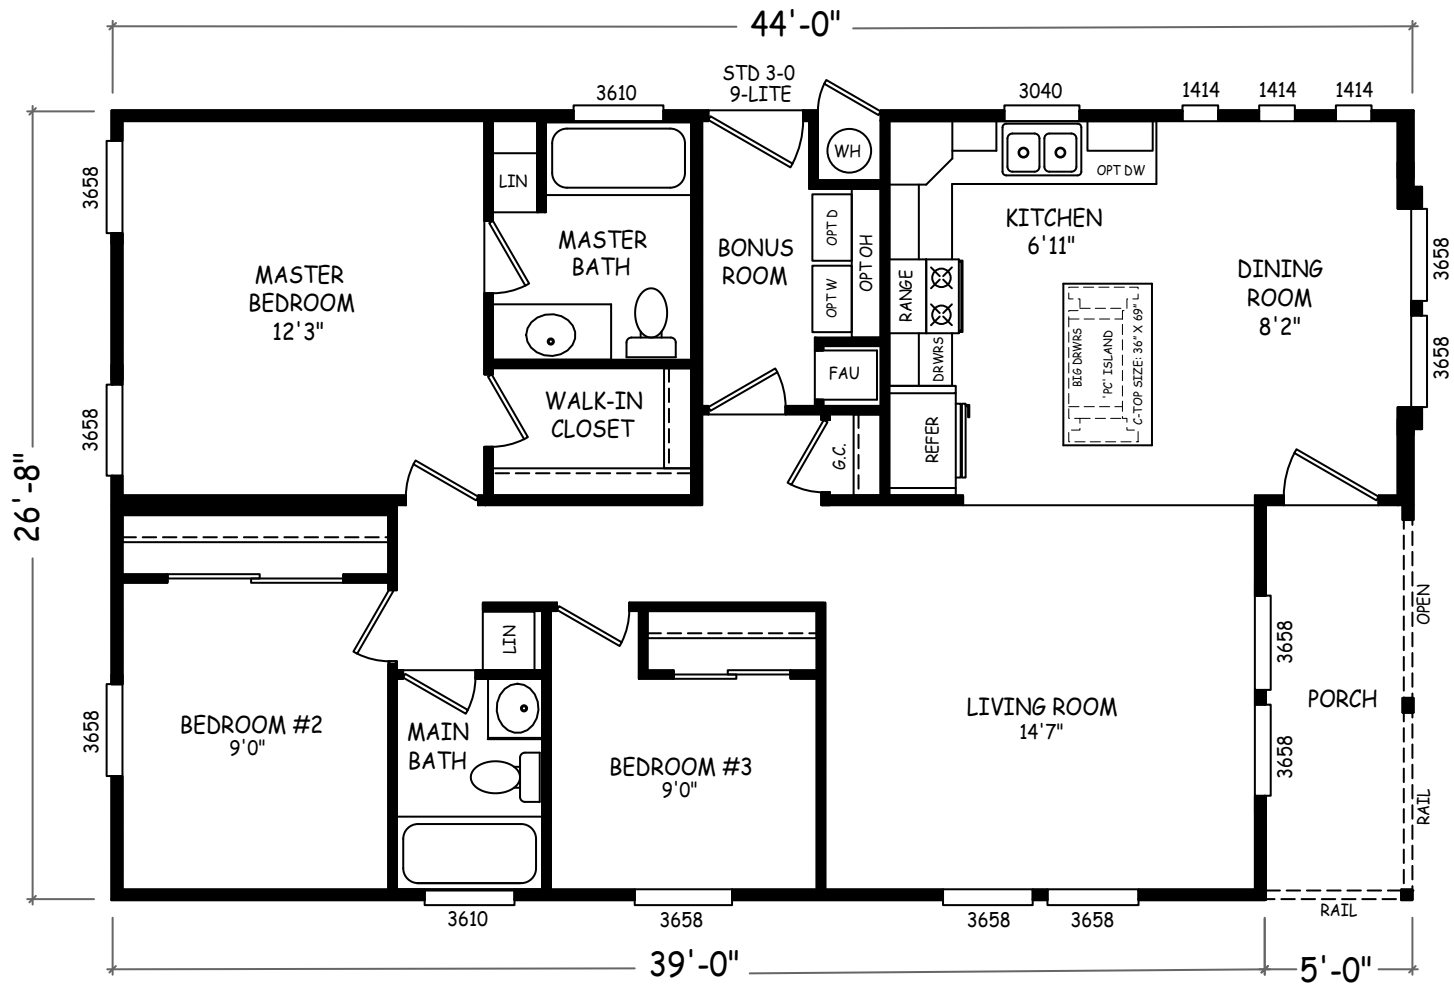 44'-0"
STD 3-0
9-LITE
3610
3040
1414
1414
1414
3658
LIN
WH
OPT DW
MASTER
BEDROOM
12'3"
MASTER
BATH
BONUS
ROOM
OPT D
OPT W
OPT OH
KITCHEN
6'11"
RANGE
DRWRS
REFER
BIG DRWRS
'PC' ISLAND
C-TOP SIZE: 36" X 69"
DINING
ROOM
8'2"
3658
3658
FAU
WALK-IN
CLOSET
G.C.
3658
26'-8"
LIN
OPEN
3658
3658
PORCH
RAIL
LIVING ROOM
14'7"
BEDROOM #2
9'0"
3658
MAIN
BATH
BEDROOM #3
9'0"
3610
3658
3658
3658
RAIL
39'-0"
5'-0"